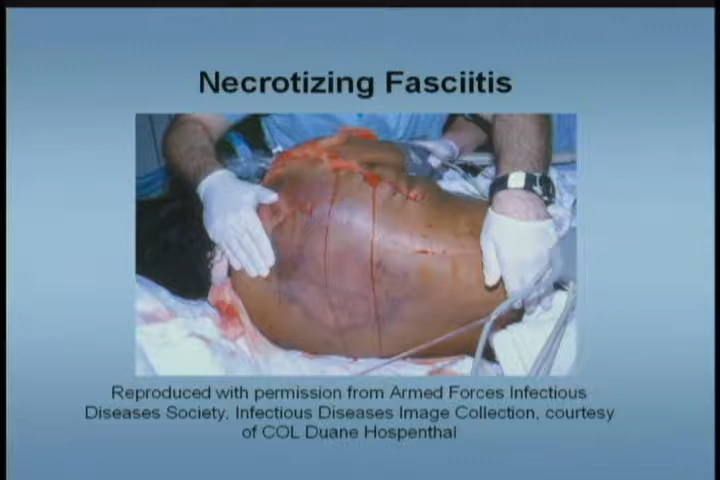 Necrotizing Fasciitis
Reproduced with permission from Armed Forces Infectious
Diseases Society, Infectious Diseases Image Collection, courtesy
of COL Duane Hospenthal